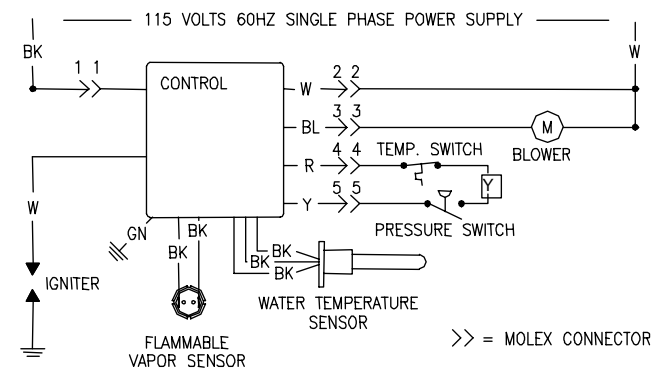 115 VOLTS 60HZ SINGLE PHASE POWER SUPPLY
BK
W
1 1
CONTROL
W
2 2
BL
3 3
M
BLOWER
R
4 4
TEMP. SWITCH
Y
Y
5 5
PRESSURE SWITCH
W
GN
BK
BK
BK
BK
BK
IGNITER
WATER TEMPERATURE
SENSOR
FLAMMABLE
VAPOR SENSOR
>> = MOLEX CONNECTOR